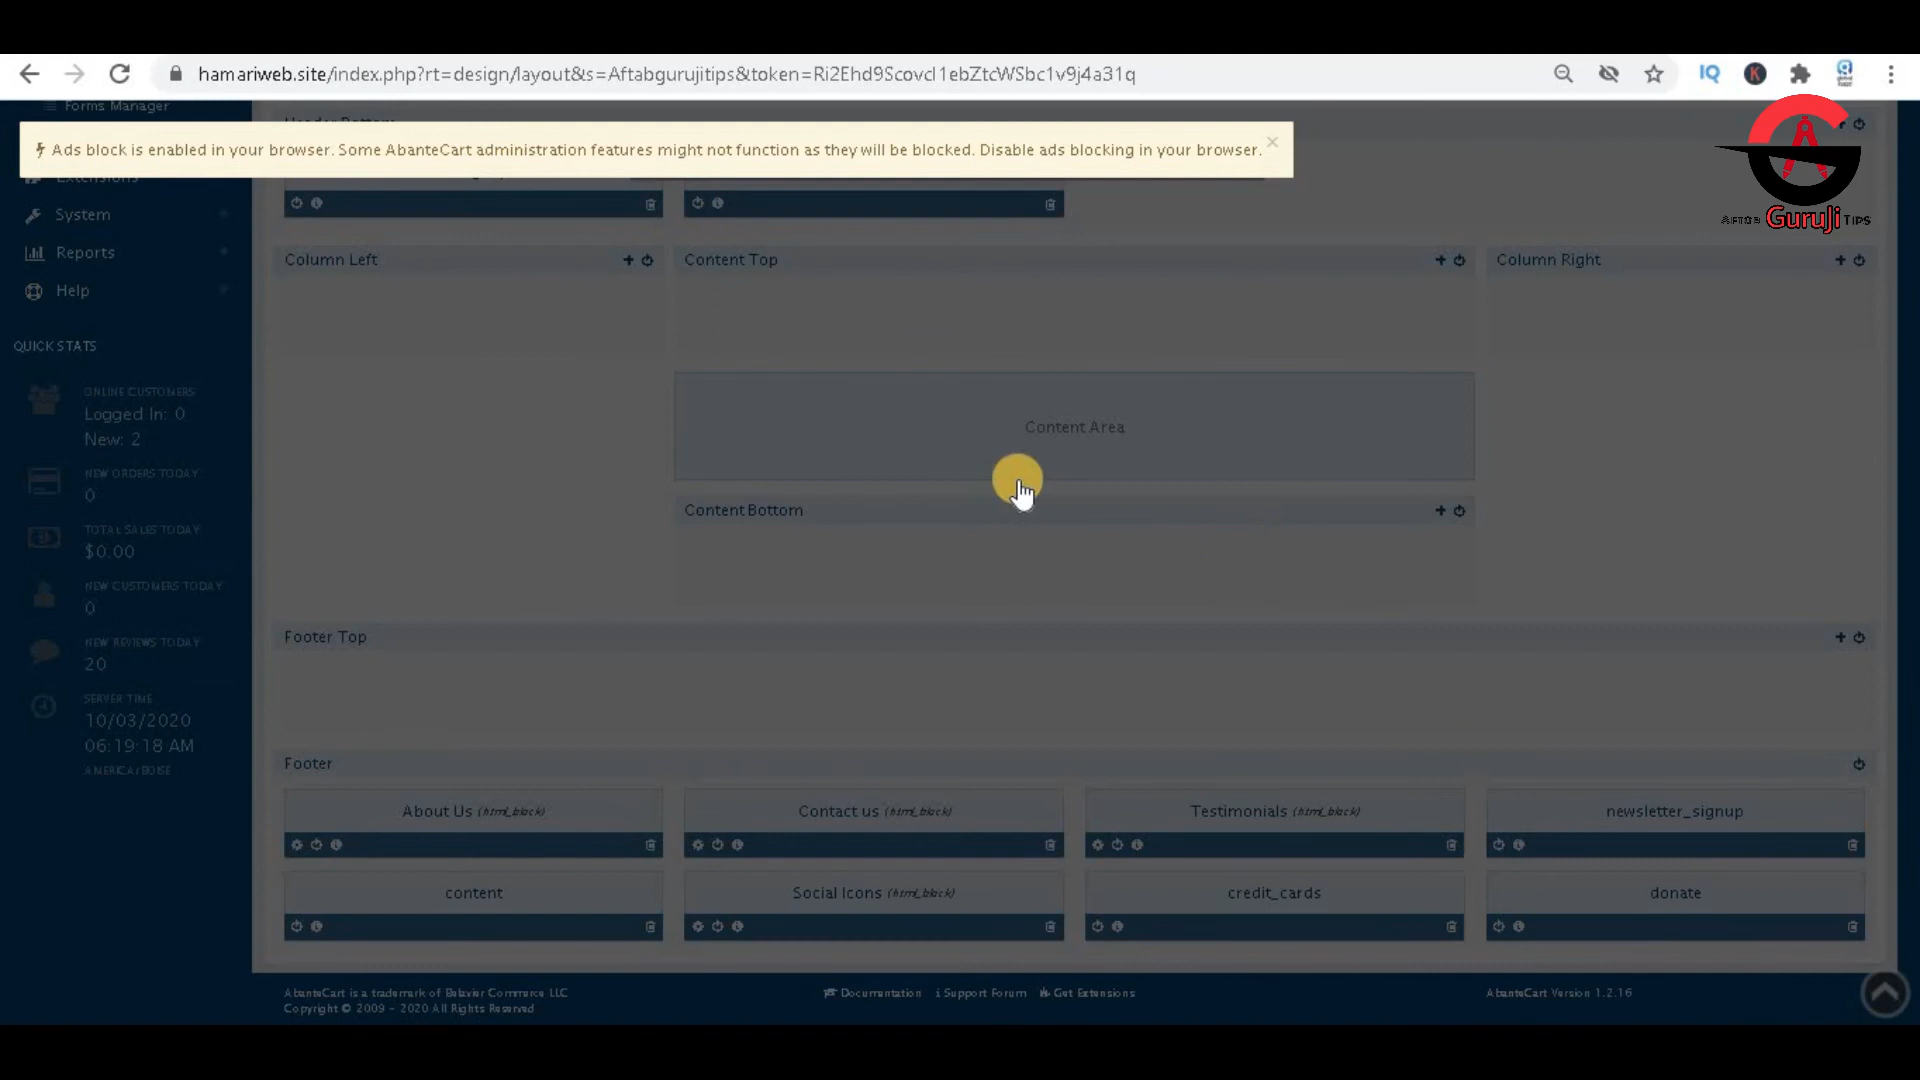 hamariweb.site/index.php?rt=design/layout&s=Aftabgurujitips&token=Ri2Ehd9Scovcl1ebZtcWSbc1v9j4a31q
IQ
K
Forms Manager
Header Bottom
Ads block is enabled in your browser. Some AbanteCart administration features might not function as they will be blocked. Disable ads blocking in your browser.
×
GuruJi TIPS
Extensions
System
Reports
Help
Column Left
Content Top
Column Right
QUICK STATS
ONLINE CUSTOMERS
Logged In: 0
New: 2
NEW ORDERS TODAY
0
TOTAL SALES TODAY
$0.00
NEW CUSTOMERS TODAY
0
NEW REVIEWS TODAY
20
SERVER TIME
10/03/2020
06:19:18 AM
AMERICA/BOISE
Content Area
Content Bottom
Footer Top
Footer
About Us (html_block)
Contact us (html_block)
Testimonials (html_block)
newsletter_signup
content
Social Icons (html_block)
credit_cards
donate
AbanteCart is a trademark of Belavier Commerce LLC
Copyright © 2009 - 2020 All Rights Reserved
Documentation
Support Forum
Get Extensions
AbanteCart Version 1.2.16